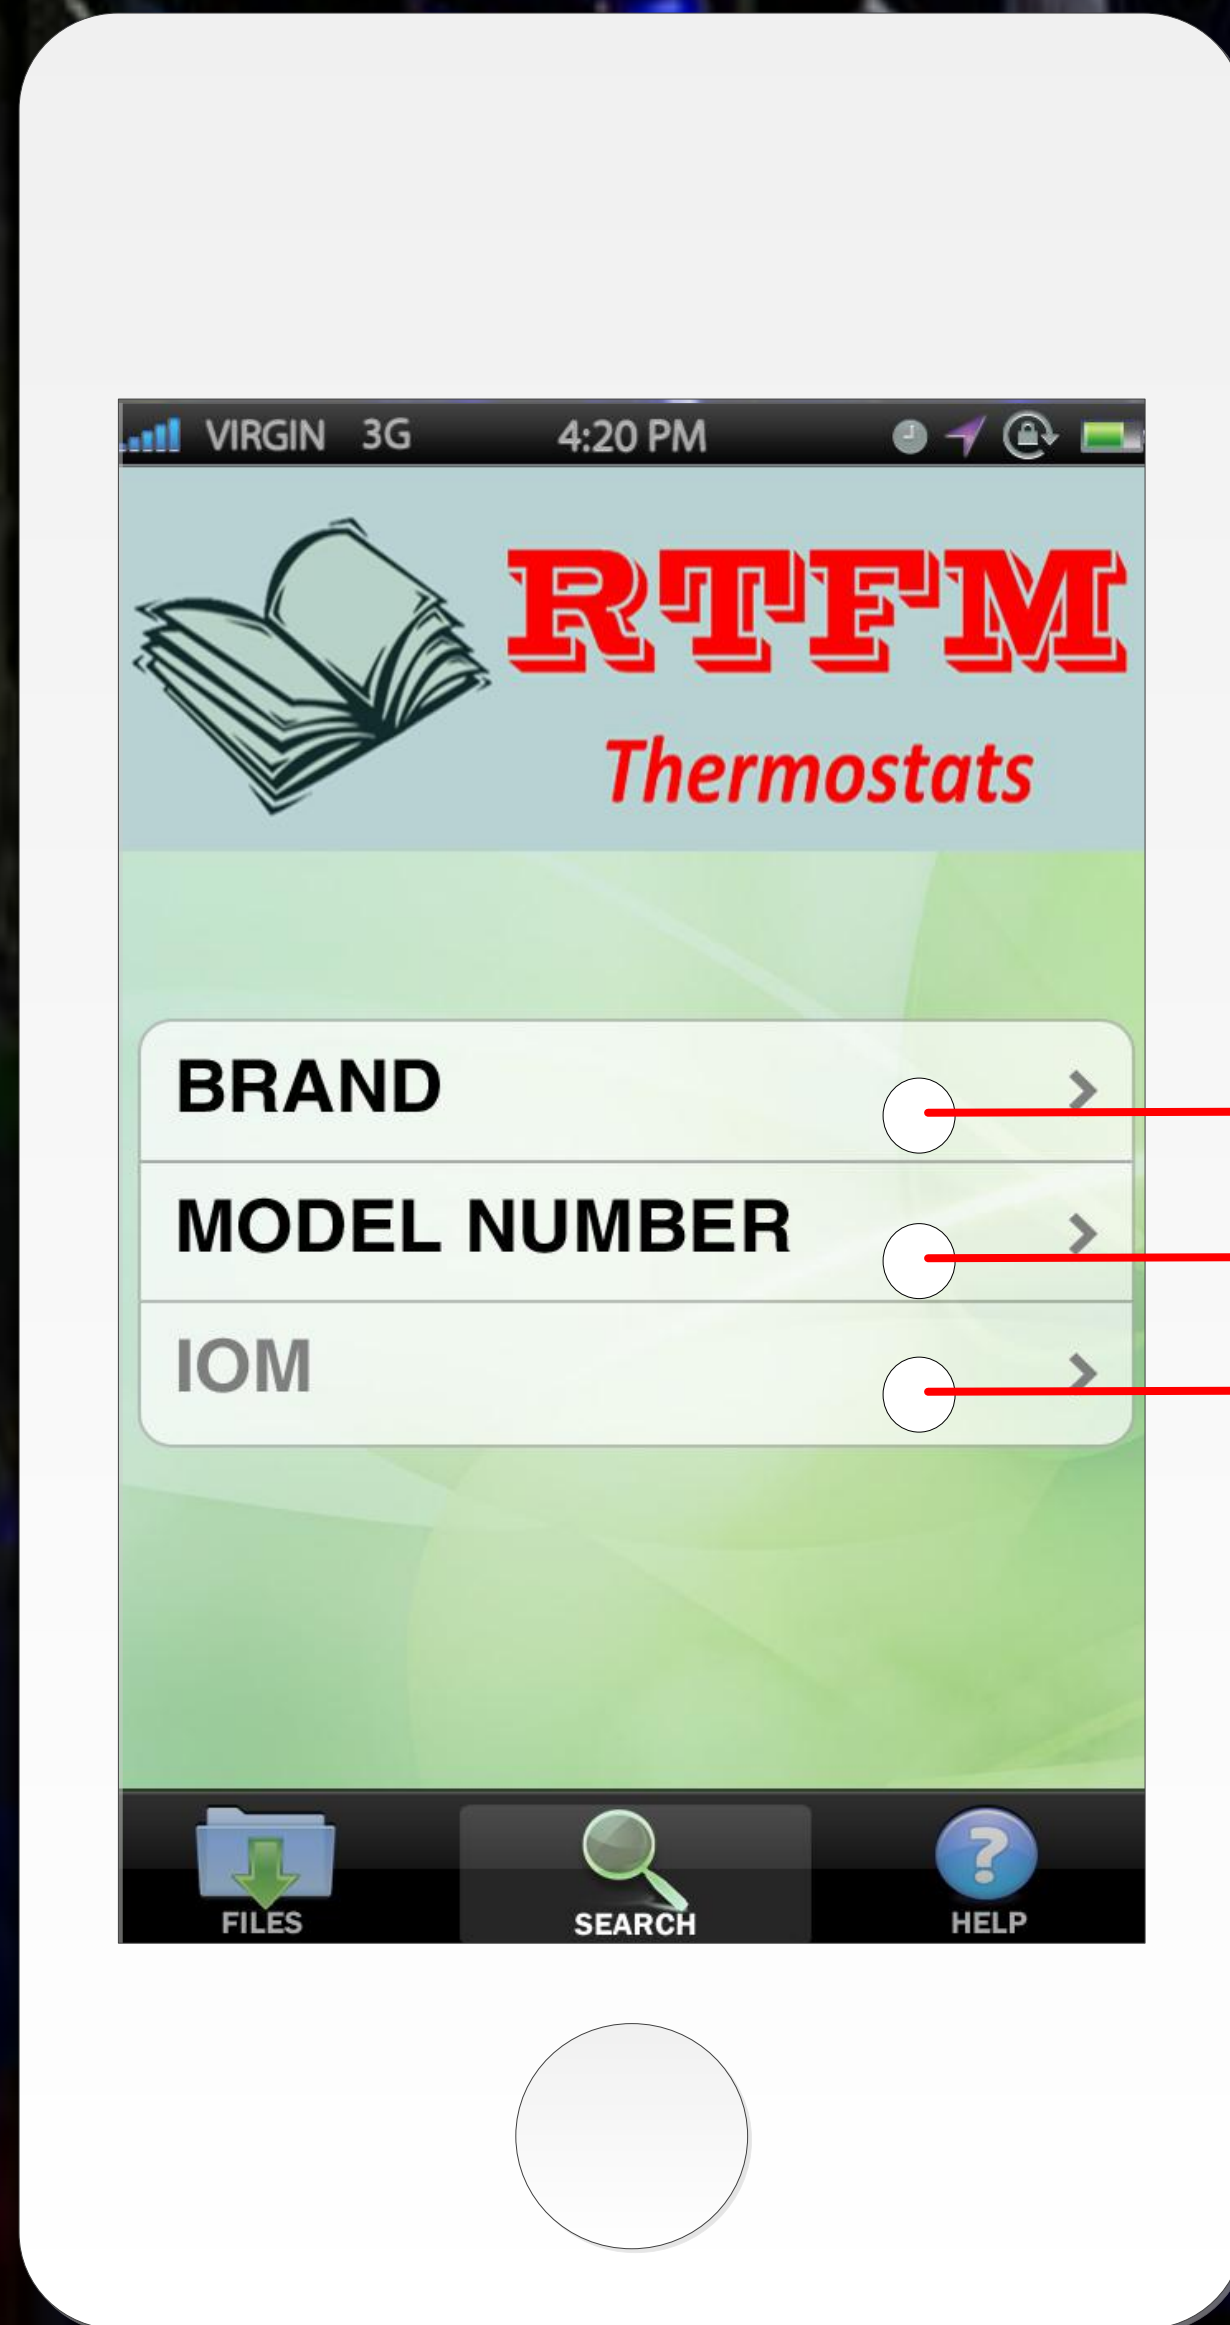 VIRGIN 3G 4:20 PM
RTFM
Thermostats
BRAND
MODEL NUMBER
IOM
FILES SEARCH HELP